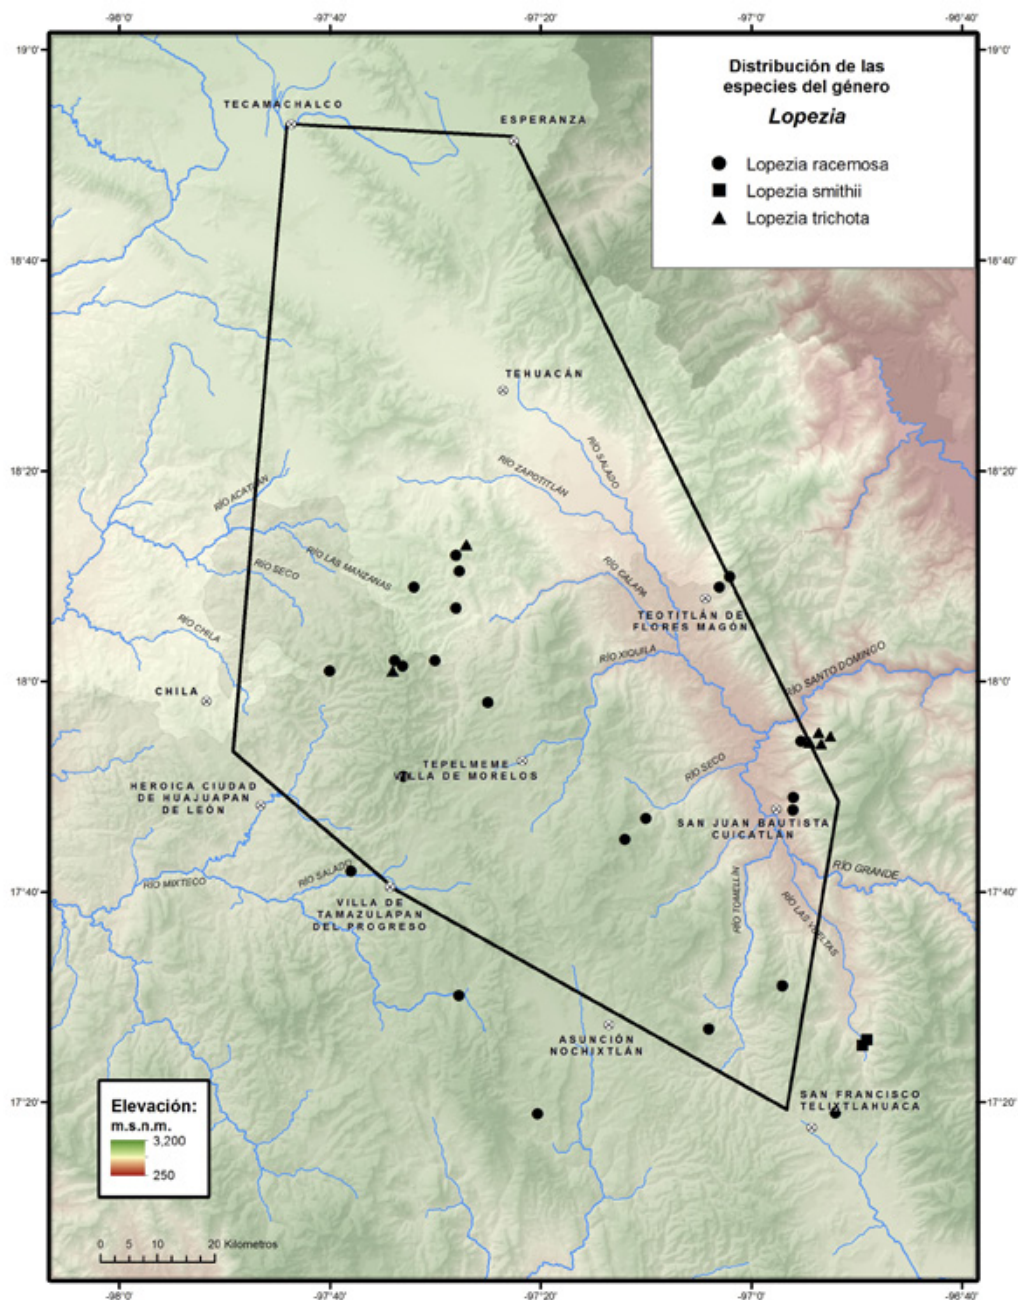 -98°0'
-97°40'
-97°20'
-97°0'
-96°40'
19°0'
19°0'
Distribución de las
especies del género
Lopezia
Lopezia racemosa
Lopezia smithii
Lopezia trichota
TECAMACHALCO
ESPERANZA
18°40'
18°40'
TEHUACÁN
RÍO SALADO
RÍO ZAPOTITLÁN
18°20'
18°20'
RÍO ACATLÁN
RÍO LAS MANZANAS
RÍO SECO
RÍO CALAPA
TEOTITLÁN DE
FLORES MAGÓN
RÍO CHILA
RÍO XIQUILA
RÍO SANTO DOMINGO
18°0'
18°0'
CHILA
TEPELMEME
VILLA DE MORELOS
RÍO SECO
HEROICA CIUDAD
DE HUAJUAPAN
DE LEÓN
SAN JUAN BAUTISTA
CUICATLÁN
RÍO GRANDE
RÍO SALADO
RÍO MIXTECO
17°40'
17°40'
RÍO TOMELLÍN
RÍO LAS VUELTAS
VILLA DE
TAMAZULAPAN
DEL PROGRESO
ASUNCIÓN
NOCHIXTLÁN
SAN FRANCISCO
TELIXTLAHUACA
17°20'
17°20'
Elevación:
m.s.n.m.
3,200
250
0 5 10 20 Kilómetros
-98°0'
-97°40'
-97°20'
-97°0'
-96°40'